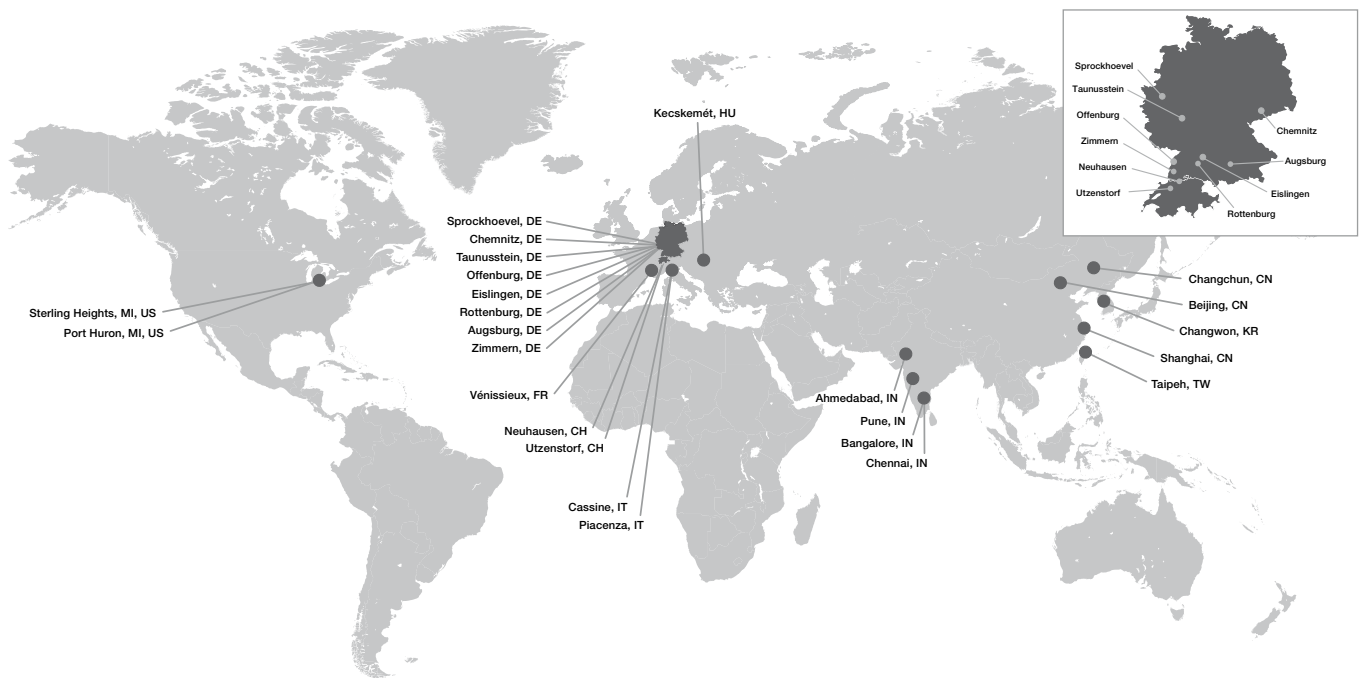 Kecskemét, HU
Sprockhoevel, DE
Chemnitz, DE
Taunusstein, DE
Offenburg, DE
Eislingen, DE
Rottenburg, DE
Augsburg, DE
Zimmern, DE
Sterling Heights, MI, US
Port Huron, MI, US
Vénissieux, FR
Neuhausen, CH
Utzenstorf, CH
Cassine, IT
Piacenza, IT
Ahmedabad, IN
Pune, IN
Bangalore, IN
Chennai, IN
Changchun, CN
Beijing, CN
Changwon, KR
Shanghai, CN
Taipeh, TW
Sprockhoevel
Taunusstein
Offenburg
Zimmern
Neuhausen
Utzenstorf
Chemnitz
Augsburg
Eislingen
Rottenburg